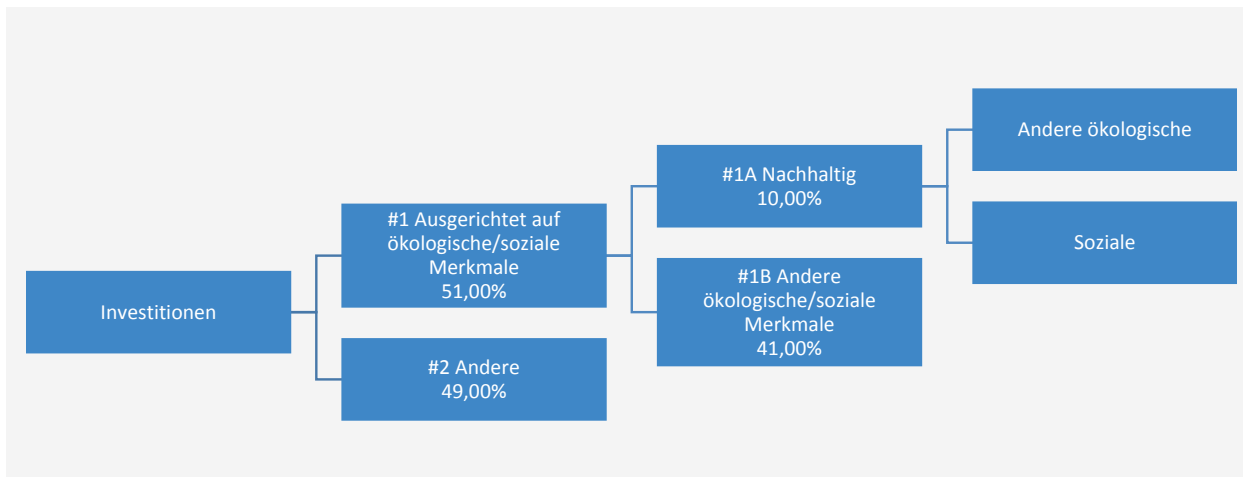 Investitionen
#1 Ausgerichtet auf
ökologische/soziale
Merkmale
51,00%
#2 Andere
49,00%
#1A Nachhaltig
10,00%
#1B Andere
ökologische/soziale
Merkmale
41,00%
Andere ökologische
Soziale